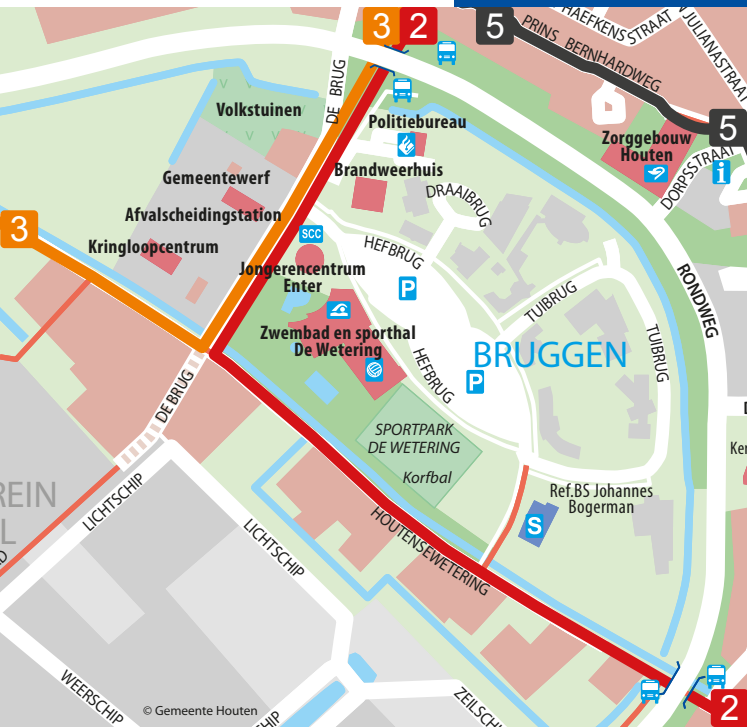 3 2
5
HAEFKENSSTRAAT
JULIANASTRAAT
PRINS BERNHARDWEG
DE BRUG
Volkstuinen
Politiebureau
5
Zorggebouw
Houten
Brandweerhuis
DORPSSTRAAT
i
Gemeentewerf
DRAAIBRUG
Afvalscheidingstation
3
SCC
Kringloopcentrum
HEFBRUG
Jongerencentrum
Enter
P
RONDWEG
TUIBRUG
Zwembad en sporthal
De Wetering
HEFBRUG
BRUGGEN
TUIBRUG
P
DE BRUG
SPORTPARK
DE WETERING
Korfbal
REIN
L
LICHTSCHIP
Ref.BS Johannes
Bogerman
S
HOUTENSEWETERING
LICHTSCHIP
WEERSCHIP
© Gemeente Houten
HIP
ZEILSCHIP
2